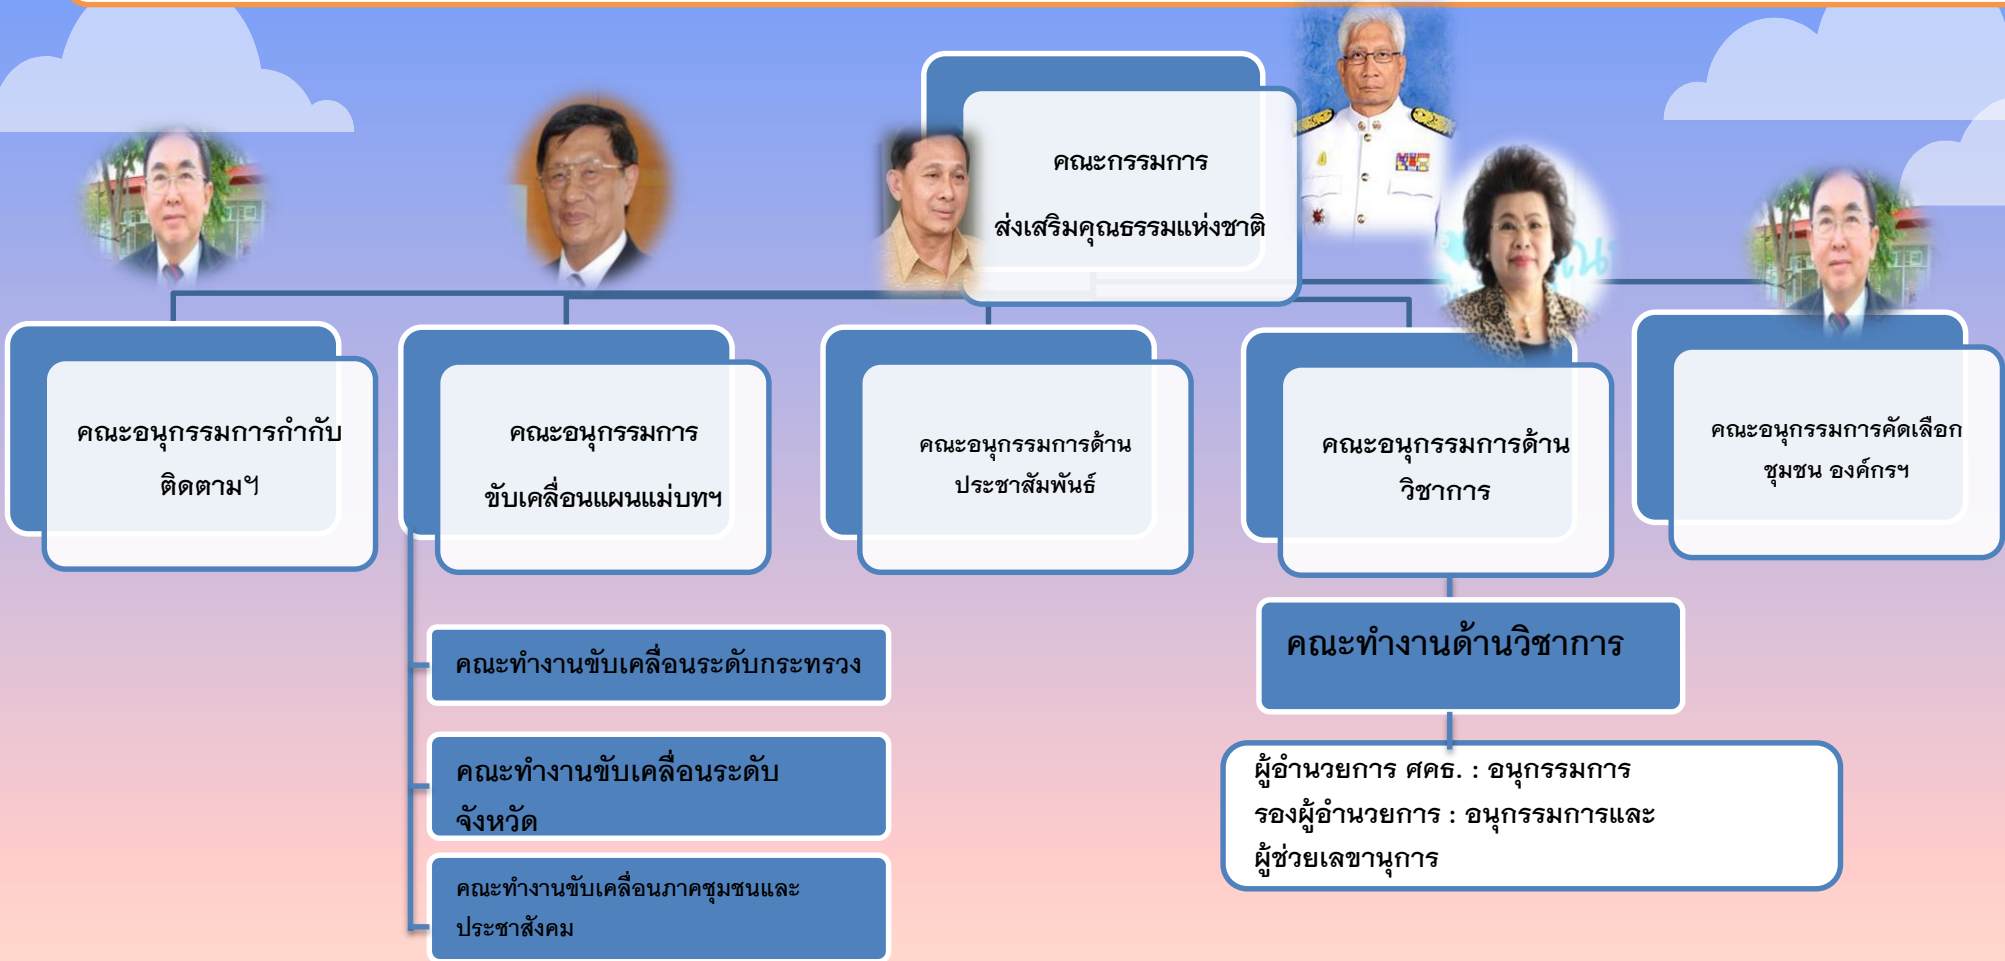 คณะกรรมการ
ส่งเสริมคุณธรรมแห่งชาติ
คณะอนุกรรมการกำกับ
ติดตามฯ
คณะอนุกรรมการ
ขับเคลื่อนแผนแม่บทฯ
คณะอนุกรรมการด้าน
ประชาสัมพันธ์
คณะอนุกรรมการด้าน
วิชาการ
คณะอนุกรรมการคัดเลือก
ชุมชน องค์กรฯ
คณะทำงานขับเคลื่อนระดับกระทรวง
คณะทำงานขับเคลื่อนระดับ
จังหวัด
คณะทำงานขับเคลื่อนภาคชุมชนและ
ประชาสังคม
คณะทำงานด้านวิชาการ
ผู้อำนวยการ ศคธ. : อนุกรรมการ
รองผู้อำนวยการ : อนุกรรมการและ
ผู้ช่วยเลขานุการ